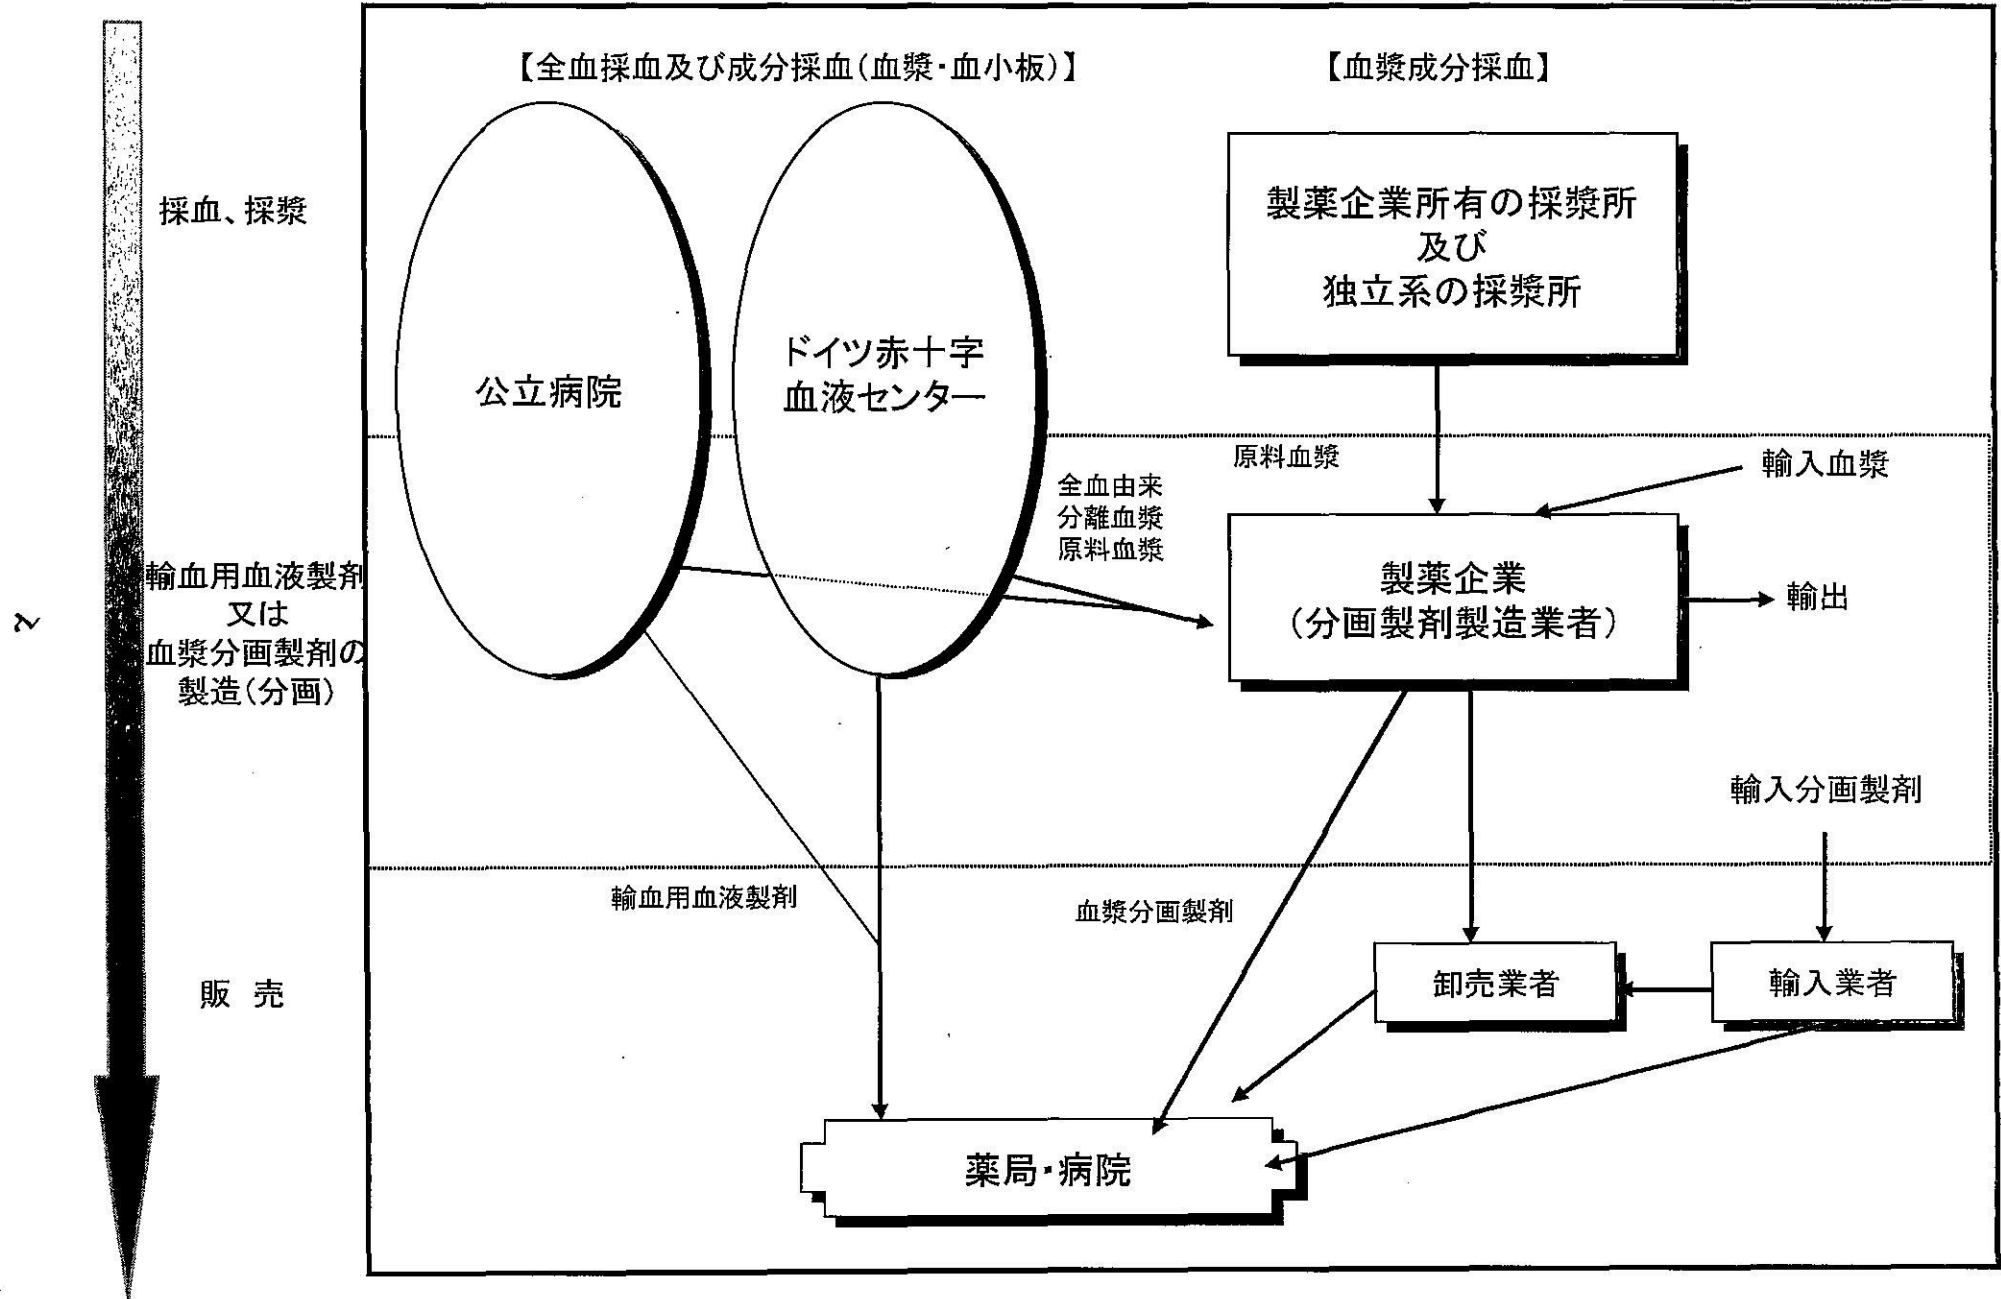 【全血採血及び成分採血(血漿・血小板)】
【血漿成分採血】
採血、採漿
製薬企業所有の採漿所
及び
独立系の採漿所
公立病院
ドイツ赤十字
血液センター
原料血漿
輸入血漿
全血由来
分離血漿
原料血漿
輸血用血液製剤
又は
血漿分画製剤の
製造(分画)
製薬企業
(分画製剤製造業者)
輸出
輸入分画製剤
輸血用血液製剤
血漿分画製剤
販 売
卸売業者
輸入業者
薬局・病院